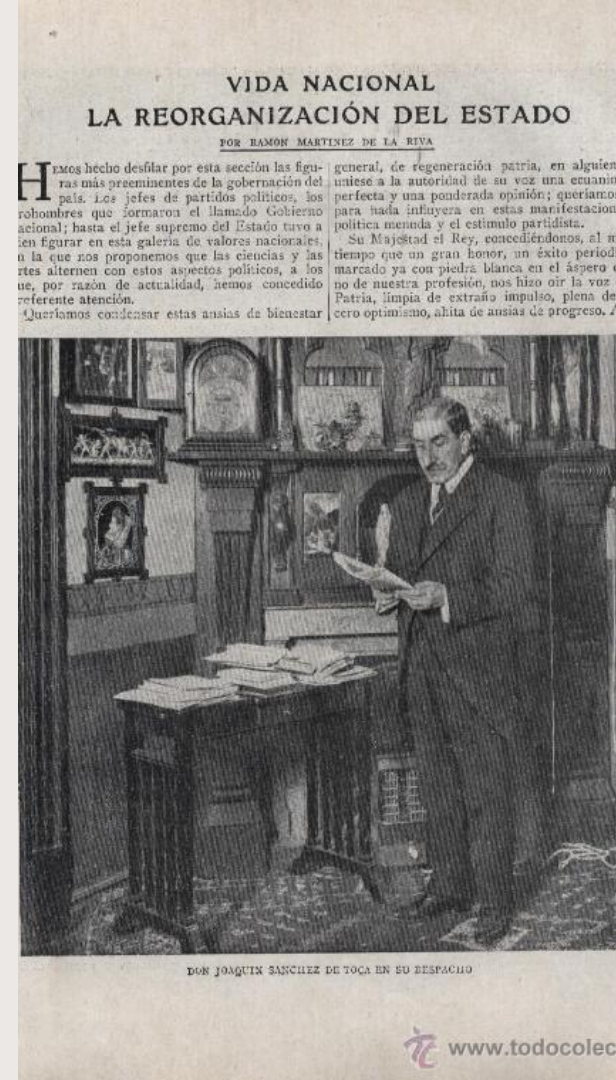 VIDA NACIONAL
LA REORGANIZACIÓN DEL ESTADO
POR RAMON MARTINEZ DE LA RIVA
HEMOS hecho desfilar por esta sección las figu-
ras más preeminentes de la gobernación del
país. Los jefes de partidos políticos, los
rohombres que formaron el llamado Gobierno
acional; hasta el jefe supremo del Estado tuvo a
ien figurar en esta galería de valores nacionales,
n la que nos proponemos que las ciencias y las
rtes alternen con estos aspectos políticos, a los
ue, por razón de actualidad, hemos concedido
referente atención.
Queríamos condensar estas ansias de bienestar
general, de regeneración patria, en alguien
uniese a la autoridad de su voz una ecuanim
perfecta y una ponderada opinión; queríamos
para nada influyera en estas manifestacion
política menuda y el estímulo partidista.
Su Majestad el Rey, concediéndonos, al m
tiempo que un gran honor, un éxito periodí
marcado ya con piedra blanca en el áspero
no de nuestra profesión, nos hizo oir la voz
Patria, limpia de extraño impulso, plena de
cero optimismo, ahita de ansias de progreso. A
DON JOAQUIN SANCHEZ DE TOCA EN SU DESPACHO
www.todocolec